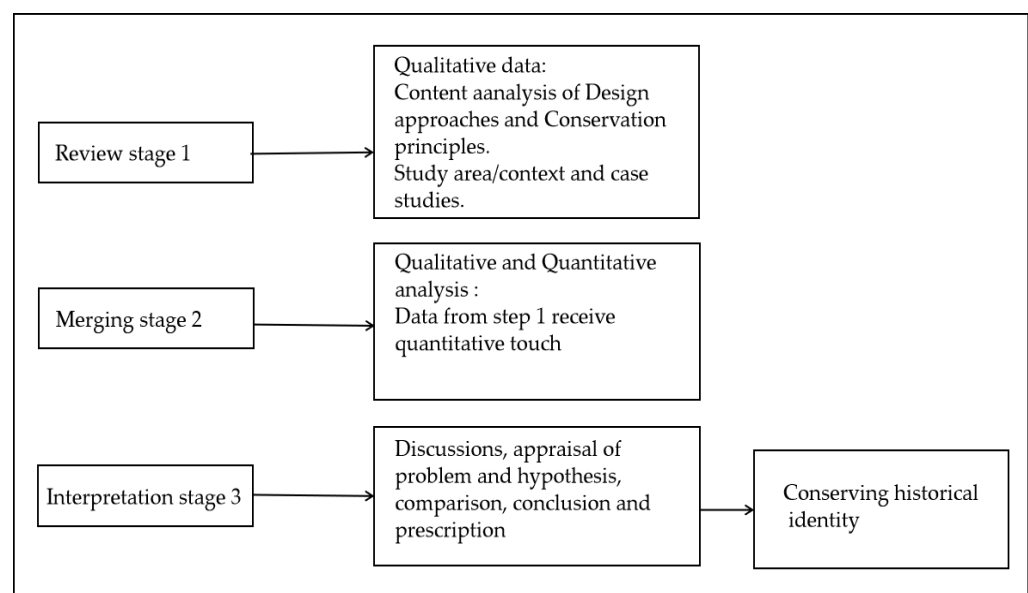 Review stage 1
Qualitative data:
Content aanalysis of Design
approaches and Conservation
principles.
Study area/context and case
studies.
Merging stage 2
Qualitative and Quantitative
analysis :
Data from step 1 receive
quantitative touch
Interpretation stage 3
Discussions, appraisal of
problem and hypothesis,
comparison, conclusion and
prescription
Conserving historical
identity